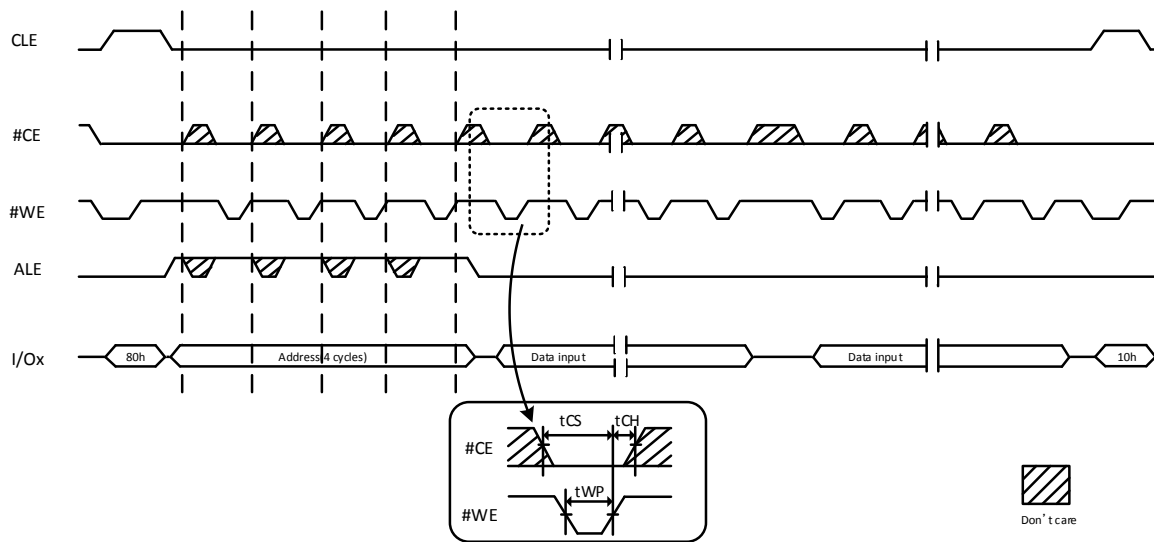 CLE
#CE
#WE
ALE
I/Ox
80h
Address(4 cycles)
Data input
Data input
10h
tCS
tCH
#CE
tWP
#WE
Don't care